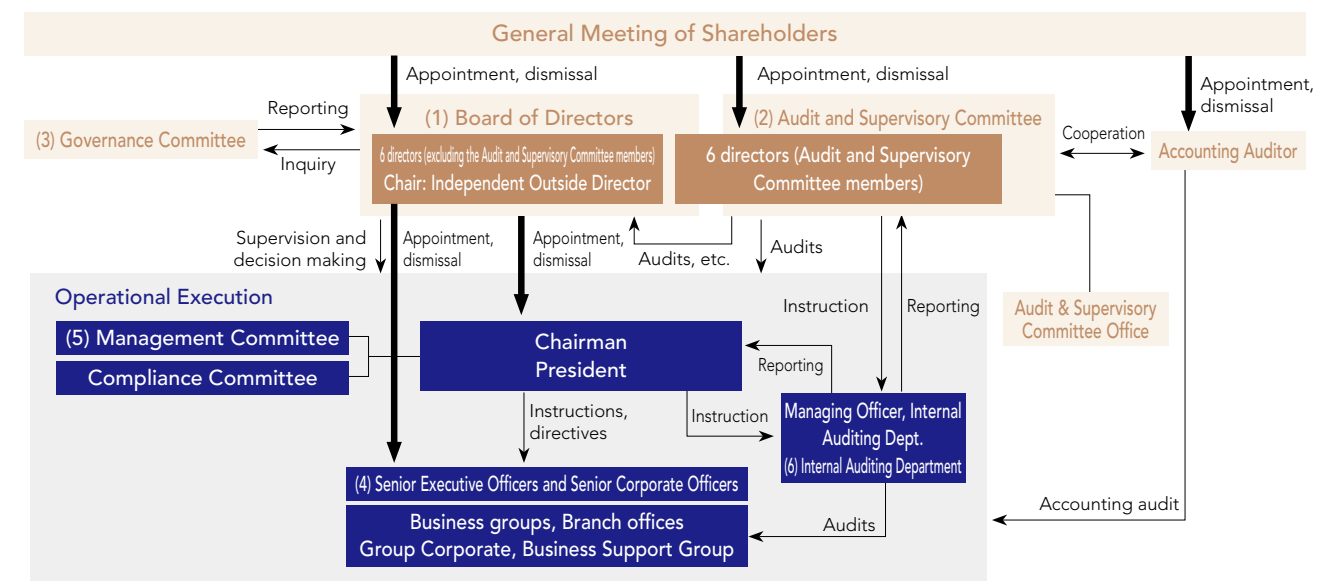 General Meeting of Shareholders
Appointment, dismissal
Appointment, dismissal
Appointment,
dismissal
Reporting
(3) Governance Committee
Inquiry
(1) Board of Directors
6 directors (excluding the Audit and Supervisory Committee members)
Chair: Independent Outside Director
(2) Audit and Supervisory Committee
6 directors (Audit and Supervisory
Committee members)
Cooperation
Accounting Auditor
Supervision and
decision making
Appointment,
dismissal
Appointment,
dismissal
Audits, etc.
Audits
Instruction
Reporting
Audit & Supervisory
Committee Office
Operational Execution
(5) Management Committee
Compliance Committee
Chairman
President
Reporting
Instructions,
directives
Instruction
Managing Officer, Internal
Auditing Dept.
(6) Internal Auditing Department
(4) Senior Executive Officers and Senior Corporate Officers
Business groups, Branch offices
Group Corporate, Business Support Group
Audits
Accounting audit